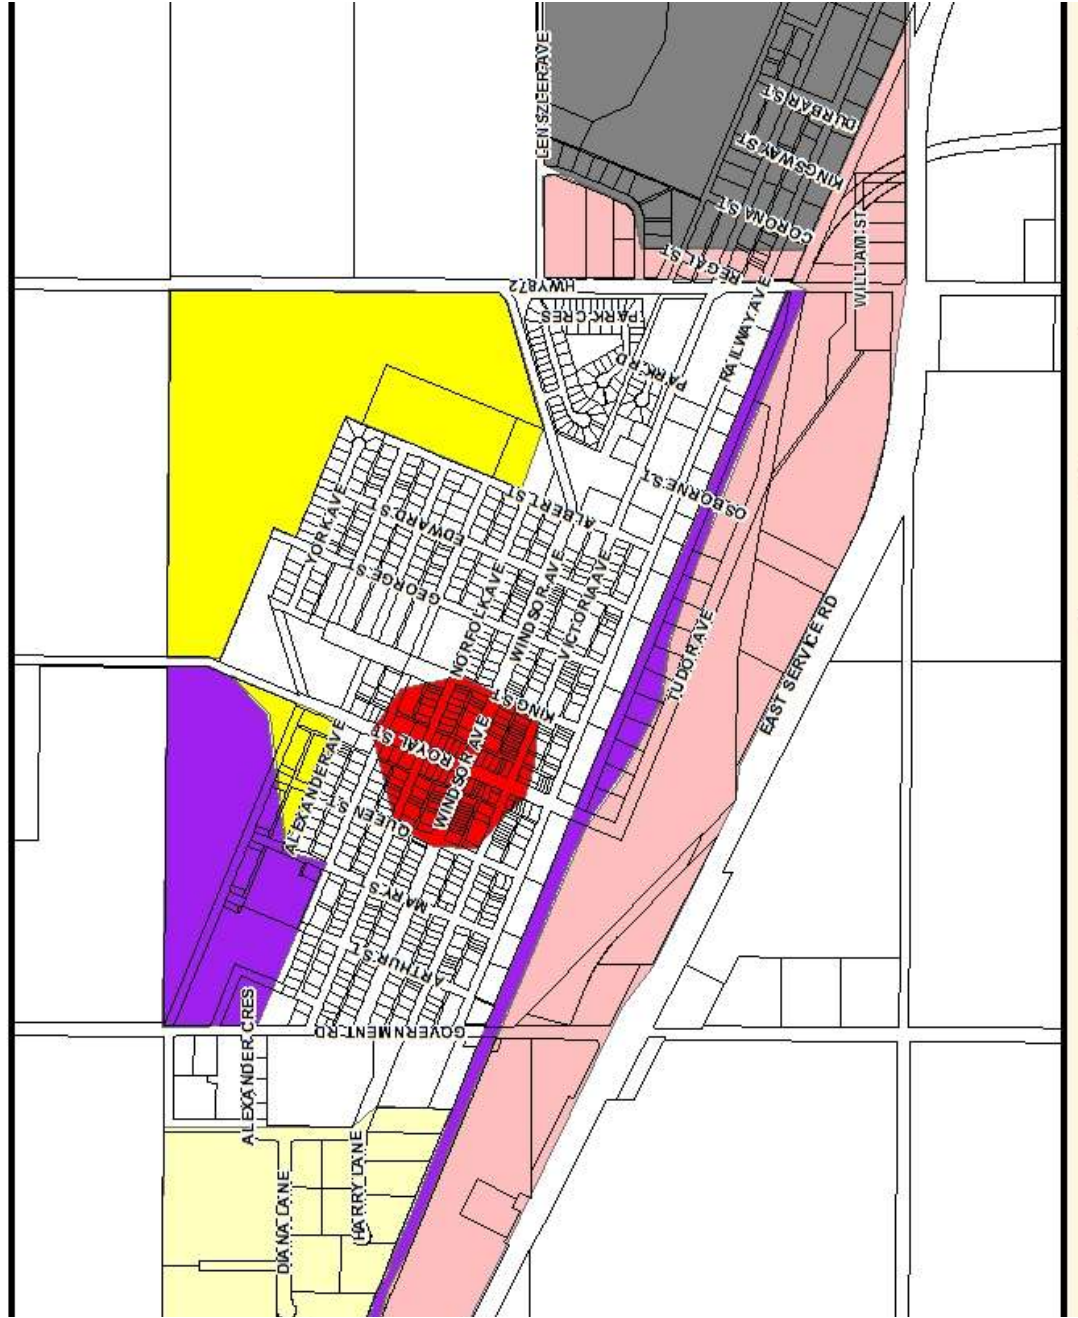 LENSZLER AVE
DURBAR ST
KINGSWAY ST
CORONA ST
WILLIAM ST
REGAL ST
HWY 872
RAILWAY AVE
PARK CRES
PARK RD
OSBORNE ST
ALBERT ST
YORK AVE
EDWARD S
GEORGE S
NORFOLK AVE
WINDSOR AVE
VICTORIA AVE
TUDOR AVE
EAST SERVICE RD
KING ST
ROYAL ST
WINDSOR AVE
ALEXANDER AVE
QUEEN ST
MARY S
ARTHUR ST
GOVERNMENT RD
ALEXANDER CRES
HARRY LANE
DIANA LANE